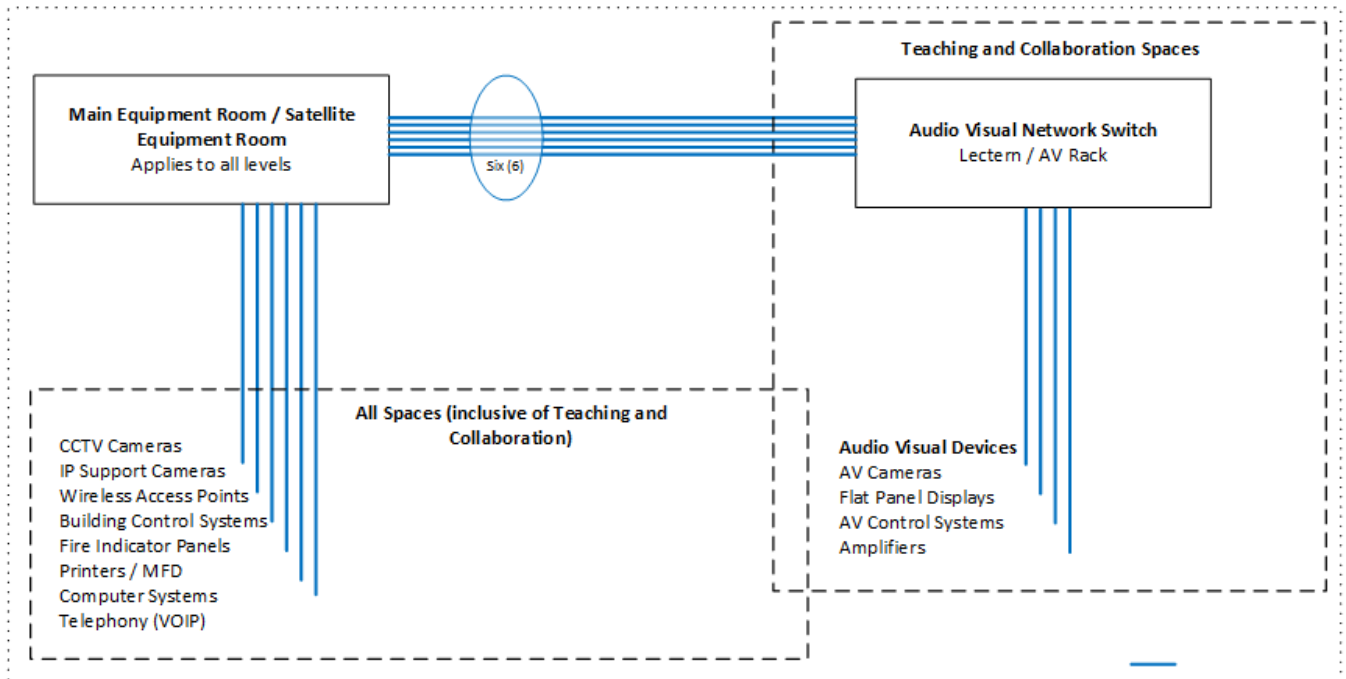 Teaching and Collaboration Spaces
Main Equipment Room / Satellite
Equipment Room
Applies to all levels
Six (6)
Audio Visual Network Switch
Lectern / AV Rack
All Spaces (inclusive of Teaching and
Collaboration)
CCTV Cameras
IP Support Cameras
Wireless Access Points
Building Control Systems
Fire Indicator Panels
Printers / MFD
Computer Systems
Telephony (VOIP)
Audio Visual Devices
AV Cameras
Flat Panel Displays
AV Control Systems
Amplifiers